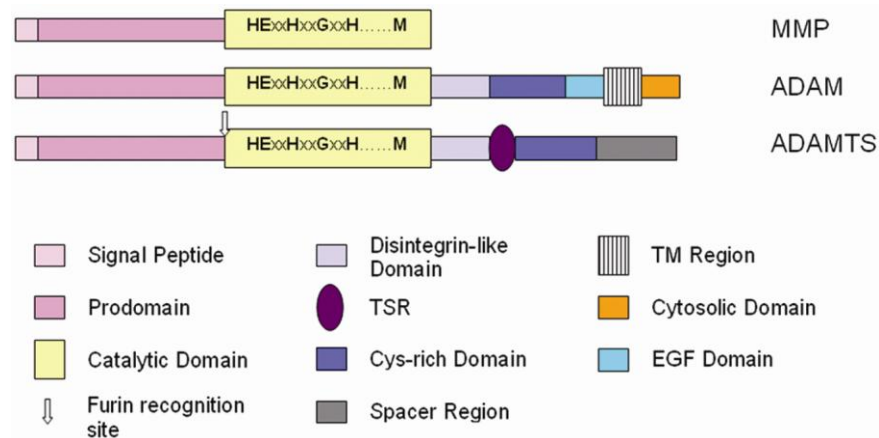 HExxHxxGxxH......M MMP
HExxHxxGxxH......M ADAM
HExxHxxGxxH......M ADAMTS
Signal Peptide
Disintegrin-like
Domain
TM Region
Prodomain
TSR
Cytosolic Domain
Catalytic Domain
Cys-rich Domain
EGF Domain
Furin recognition
site
Spacer Region